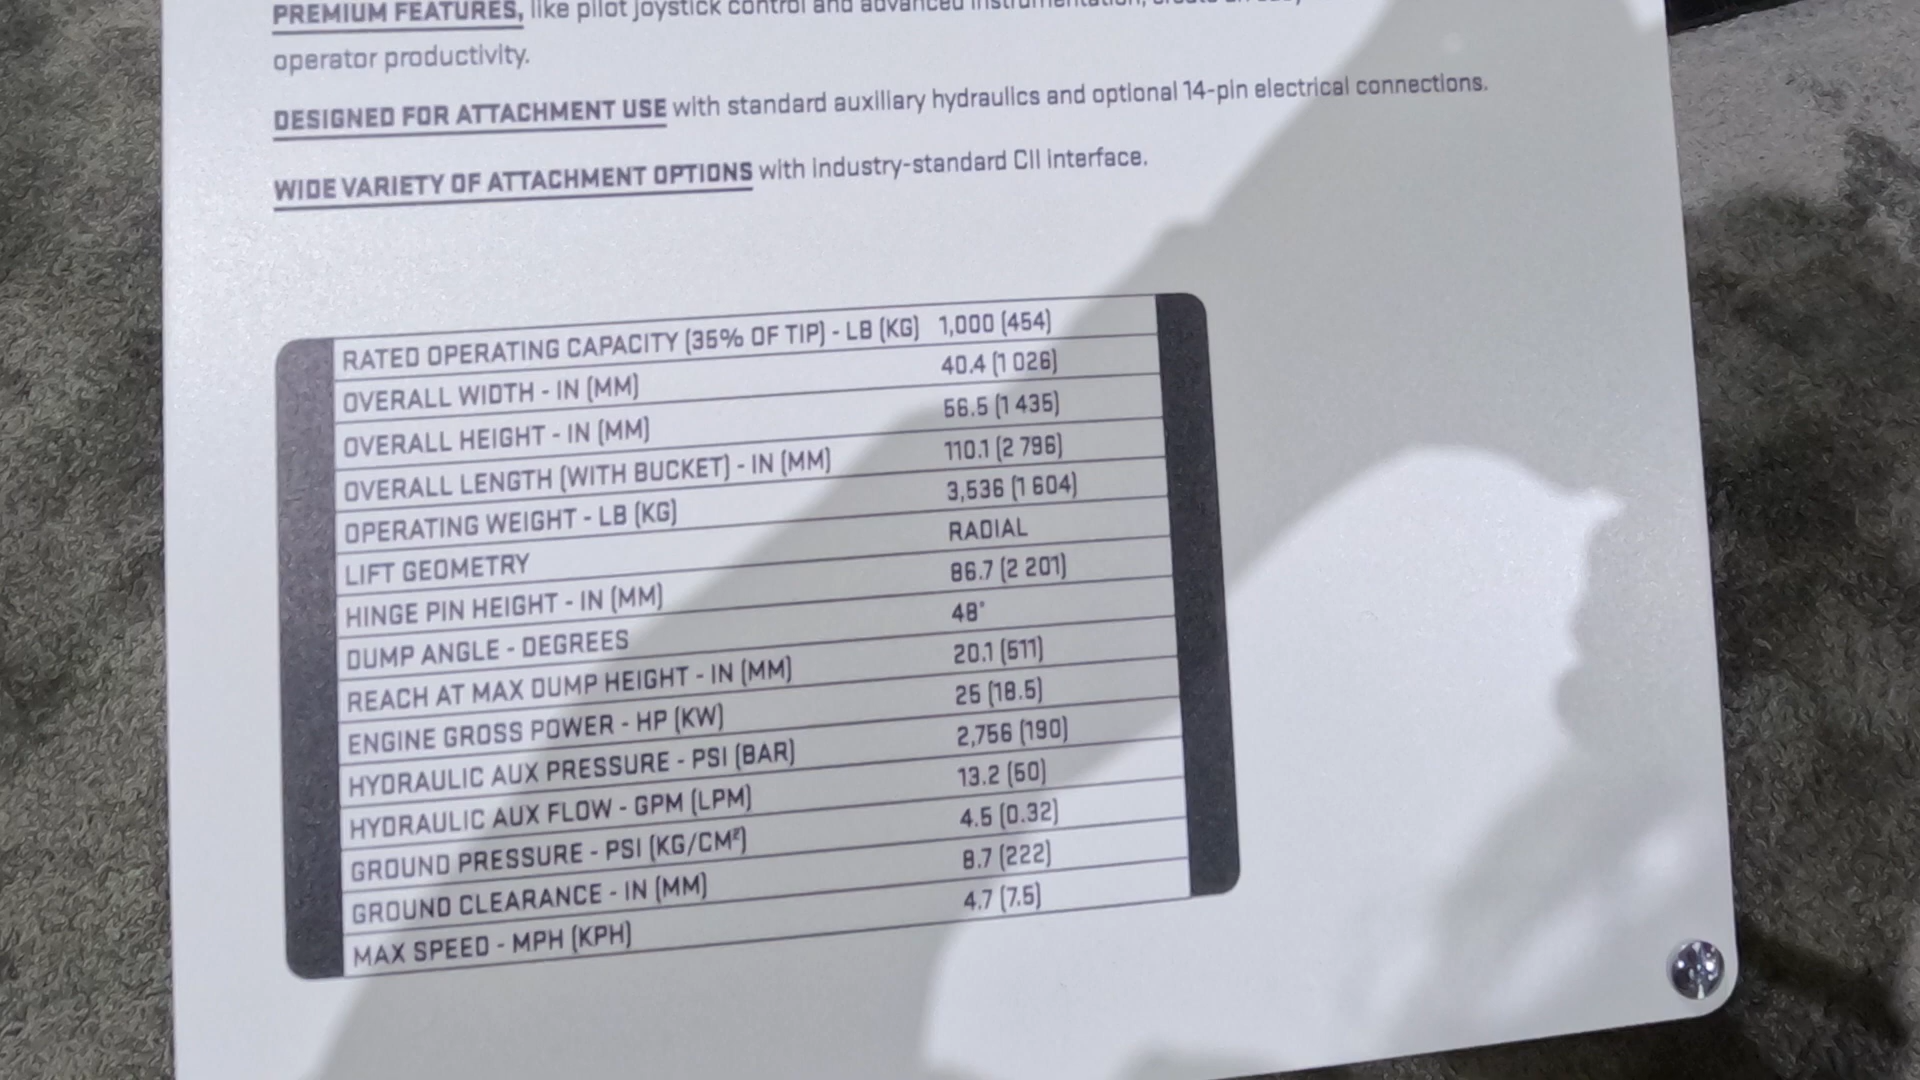 PREMIUM FEATURES, like pilot joystick control and advanced instrumentation, create an easy
operator productivity.
DESIGNED FOR ATTACHMENT USE with standard auxiliary hydraulics and optional 14-pin electrical connections.
WIDE VARIETY OF ATTACHMENT OPTIONS with industry-standard CII interface.
RATED OPERATING CAPACITY (35% OF TIP) - LB (KG) 1,000 (454)
OVERALL WIDTH - IN (MM) 40.4 (1 026)
OVERALL HEIGHT - IN (MM) 56.5 (1 435)
OVERALL LENGTH (WITH BUCKET) - IN (MM) 110.1 (2 796)
OPERATING WEIGHT - LB (KG) 3,536 (1 604)
LIFT GEOMETRY RADIAL
HINGE PIN HEIGHT - IN (MM) 86.7 (2 201)
DUMP ANGLE - DEGREES 48°
REACH AT MAX DUMP HEIGHT - IN (MM) 20.1 (511)
ENGINE GROSS POWER - HP (KW) 25 (18.5)
HYDRAULIC AUX PRESSURE - PSI (BAR) 2,756 (190)
HYDRAULIC AUX FLOW - GPM (LPM) 13.2 (50)
GROUND PRESSURE - PSI (KG/CM²) 4.5 (0.32)
GROUND CLEARANCE - IN (MM) 8.7 (222)
MAX SPEED - MPH (KPH) 4.7 (7.5)